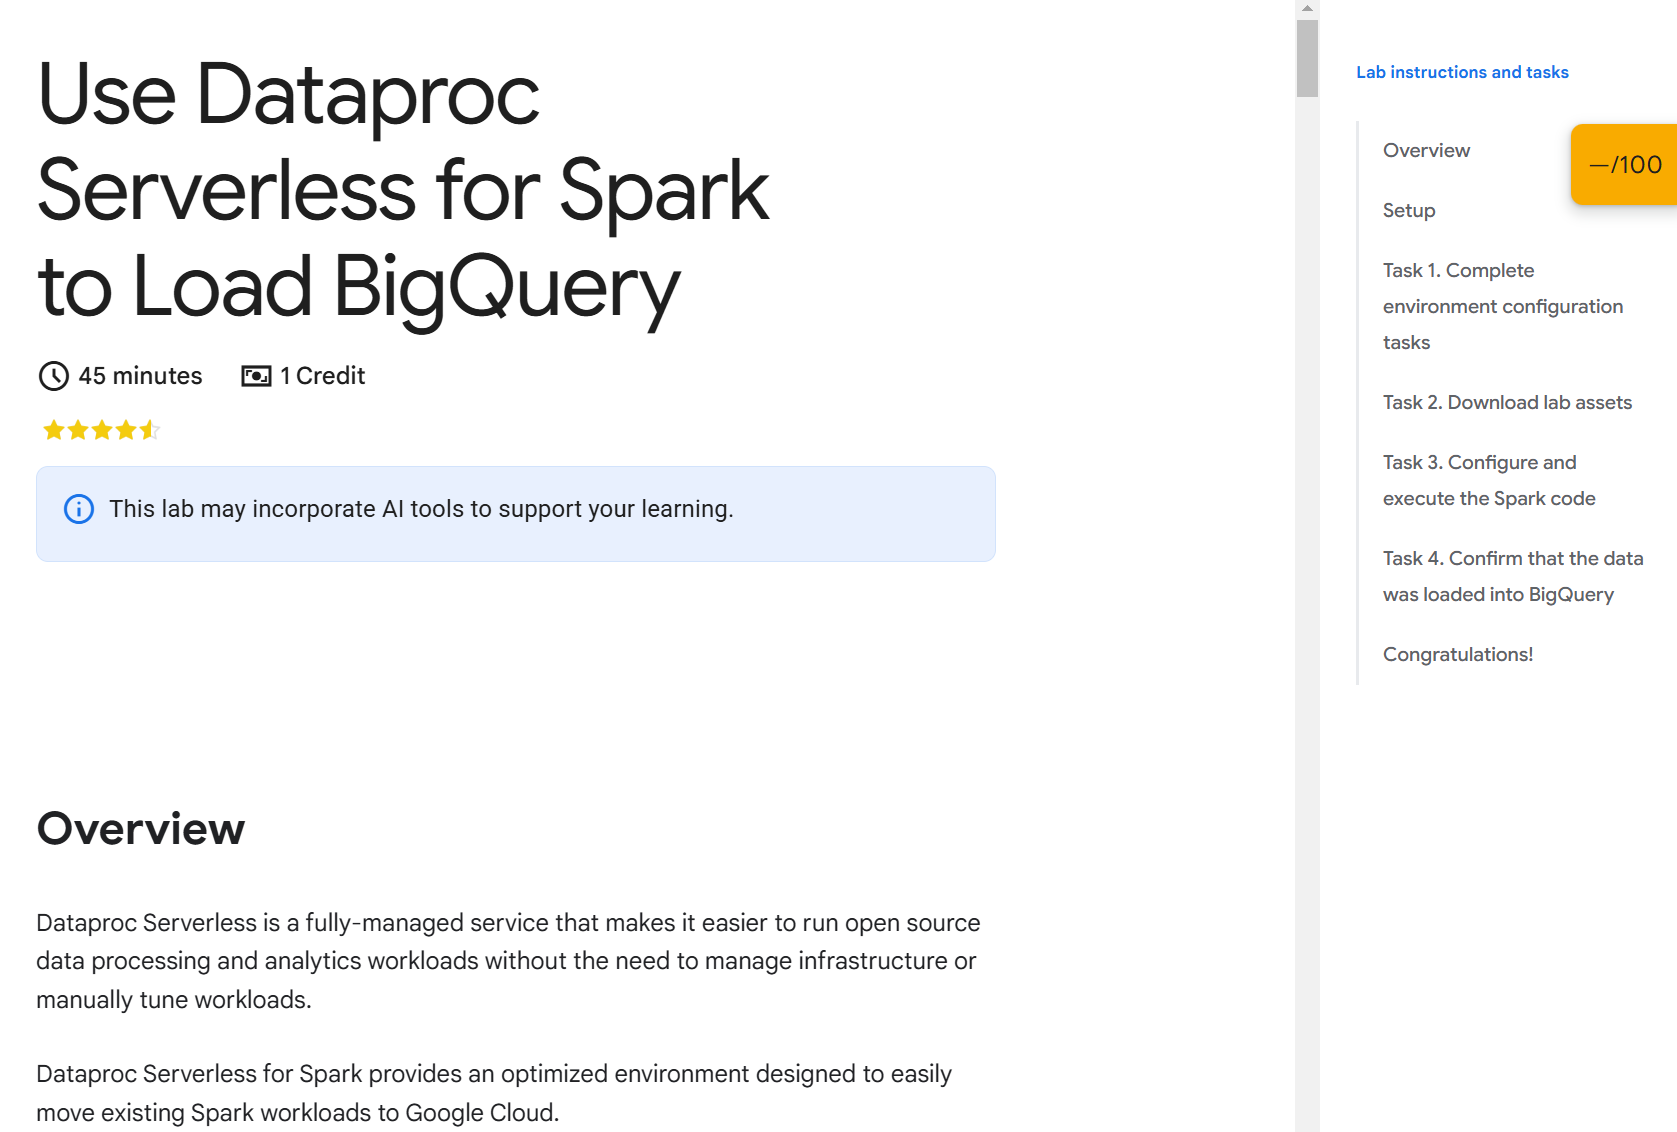 Use Dataproc
Serverless for Spark
to Load BigQuery
45 minutes
1 Credit
This lab may incorporate AI tools to support your learning.
Overview
Dataproc Serverless is a fully-managed service that makes it easier to run open source
data processing and analytics workloads without the need to manage infrastructure or
manually tune workloads.
Dataproc Serverless for Spark provides an optimized environment designed to easily
move existing Spark workloads to Google Cloud.
Lab instructions and tasks
Overview
—/100
Setup
Task 1. Complete
environment configuration
tasks
Task 2. Download lab assets
Task 3. Configure and
execute the Spark code
Task 4. Confirm that the data
was loaded into BigQuery
Congratulations!